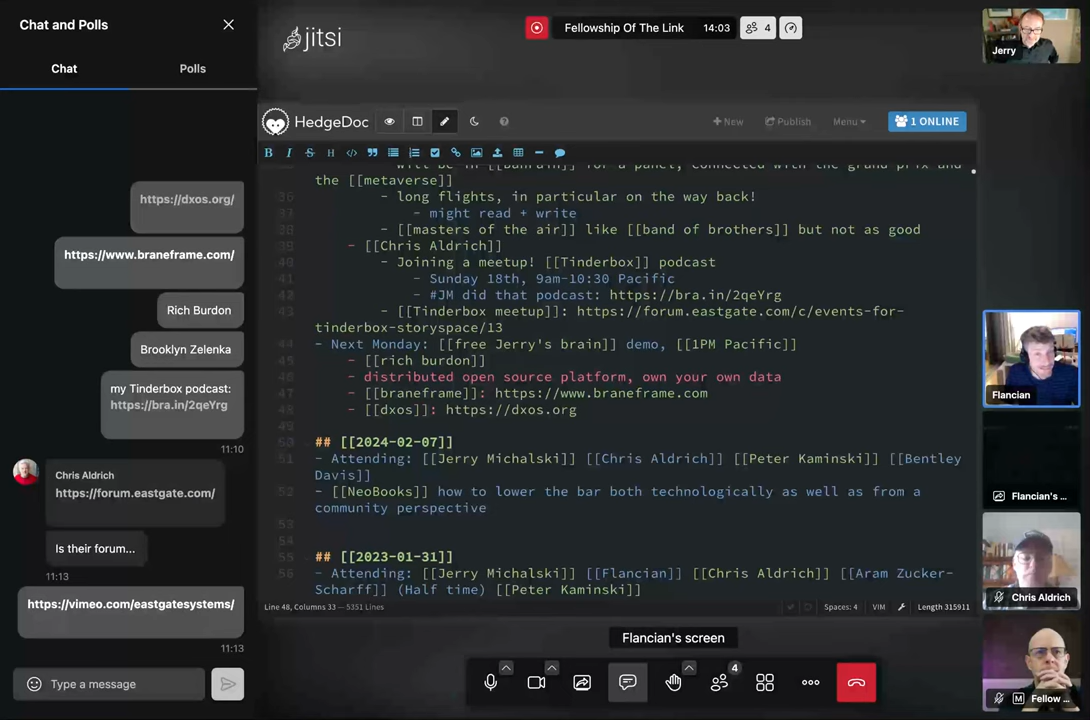 Chat and Polls
Chat
Polls
https://dxos.org/
https://www.braneframe.com/
Rich Burdon
Brooklyn Zelenka
my Tinderbox podcast:
https://bra.in/2qeYrg
11:10
Chris Aldrich
https://forum.eastgate.com/
Is their forum...
11:13
https://vimeo.com/eastgatesystems/
11:13
Type a message
jitsi
Fellowship Of The Link
14:03
4
HedgeDoc
New
Publish
Menu
1 ONLINE
B I S H
the [[metaverse]]
36 - long flights, in particular on the way back!
37 - might read + write
38 - [[masters of the air]] like [[band of brothers]] but not as good
39 - [[Chris Aldrich]]
40 - Joining a meetup! [[Tinderbox]] podcast
41 - Sunday 18th, 9am-10:30 Pacific
42 - #JM did that podcast: https://bra.in/2qeYrg
43 - [[Tinderbox meetup]]: https://forum.eastgate.com/c/events-for-
tinderbox-storyspace/13
44 - Next Monday: [[free Jerry's brain]] demo, [[1PM Pacific]]
45 - [[rich burdon]]
46 - distributed open source platform, own your own data
47 - [[braneframe]]: https://www.braneframe.com
48 - [[dxos]]: https://dxos.org
49
50 ## [[2024-02-07]]
51 - Attending: [[Jerry Michalski]] [[Chris Aldrich]] [[Peter Kaminski]] [[Bentley
Davis]]
52 - [[NeoBooks]] how to lower the bar both technologically as well as from a
community perspective
53
54
55 ## [[2023-01-31]]
56 - Attending: [[Jerry Michalski]] [[Flancian]] [[Chris Aldrich]] [[Aram Zucker-
Scharff]] (Half time) [[Peter Kaminski]]
Line 48, Columns 33 — 5351 Lines
Spaces: 4
VIM
Length 315911
Flancian's screen
4
Jerry
Flancian
Flancian's ...
Chris Aldrich
M
Fellow ...